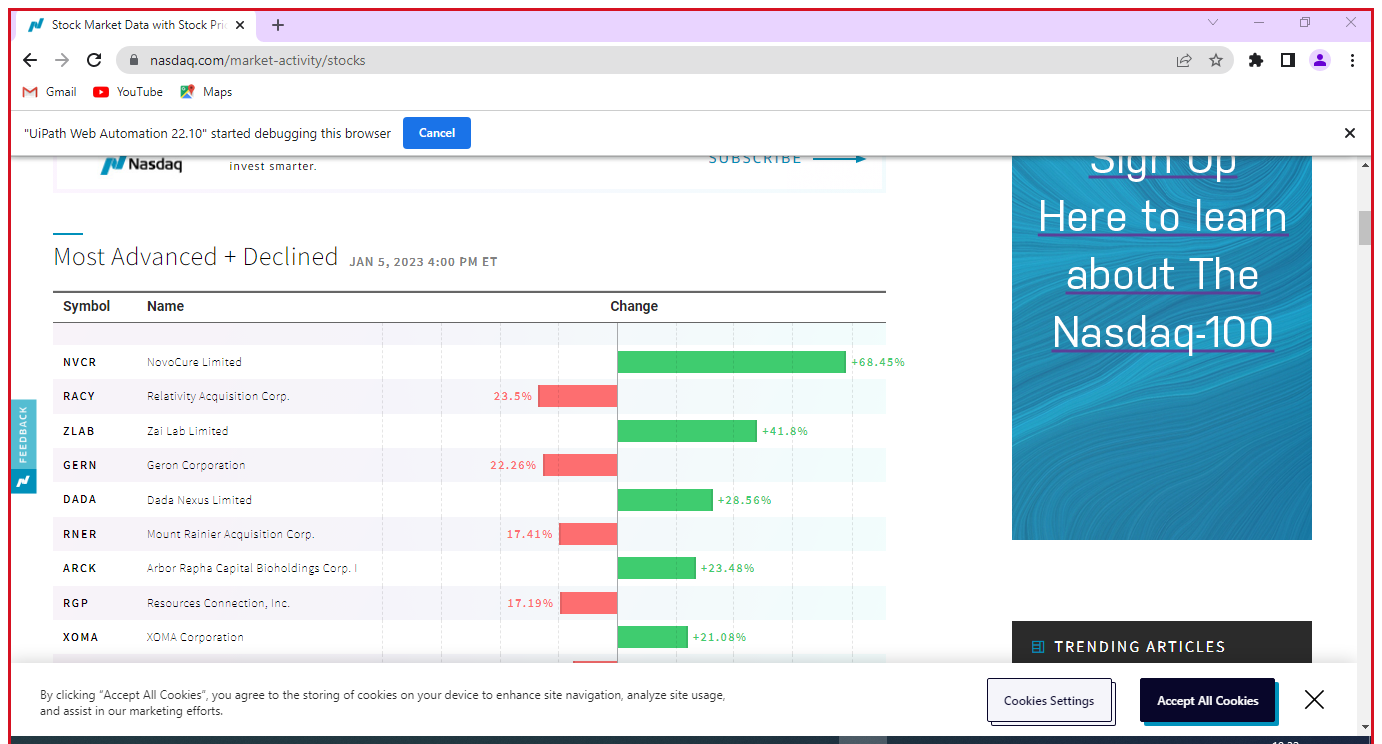 Stock Market Data with Stock Pri
nasdaq.com/market-activity/stocks
Gmail YouTube Maps
"UiPath Web Automation 22.10" started debugging this browser Cancel
Nasdaq invest smarter. SUBSCRIBE
Sign Up
Here to learn
about The
Nasdaq-100
Most Advanced + Declined JAN 5, 2023 4:00 PM ET
Symbol Name Change
NVCR NovoCure Limited +68.45%
RACY Relativity Acquisition Corp. 23.5%
ZLAB Zai Lab Limited +41.8%
GERN Geron Corporation 22.26%
DADA Dada Nexus Limited +28.56%
RNER Mount Rainier Acquisition Corp. 17.41%
ARCK Arbor Rapha Capital Bioholdings Corp. I +23.48%
RGP Resources Connection, Inc. 17.19%
XOMA XOMA Corporation +21.08%
FEEDBACK
TRENDING ARTICLES
By clicking “Accept All Cookies”, you agree to the storing of cookies on your device to enhance site navigation, analyze site usage,
and assist in our marketing efforts.
Cookies Settings Accept All Cookies